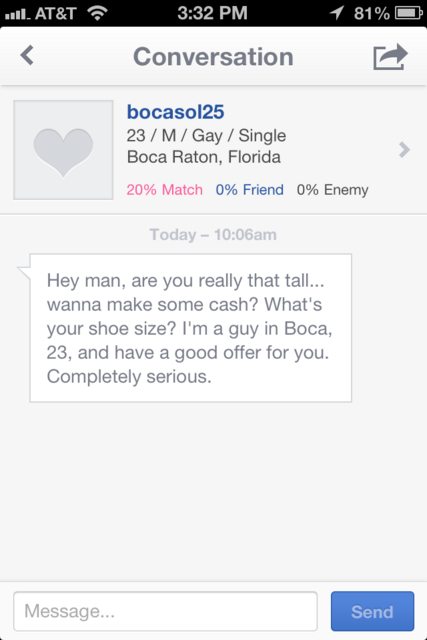 AT&T 3:32 PM 81%
Conversation
bocasol25
23 / M / Gay / Single
Boca Raton, Florida
20% Match 0% Friend 0% Enemy
Today – 10:06am
Hey man, are you really that tall...
wanna make some cash? What's
your shoe size? I'm a guy in Boca,
23, and have a good offer for you.
Completely serious.
Message... Send